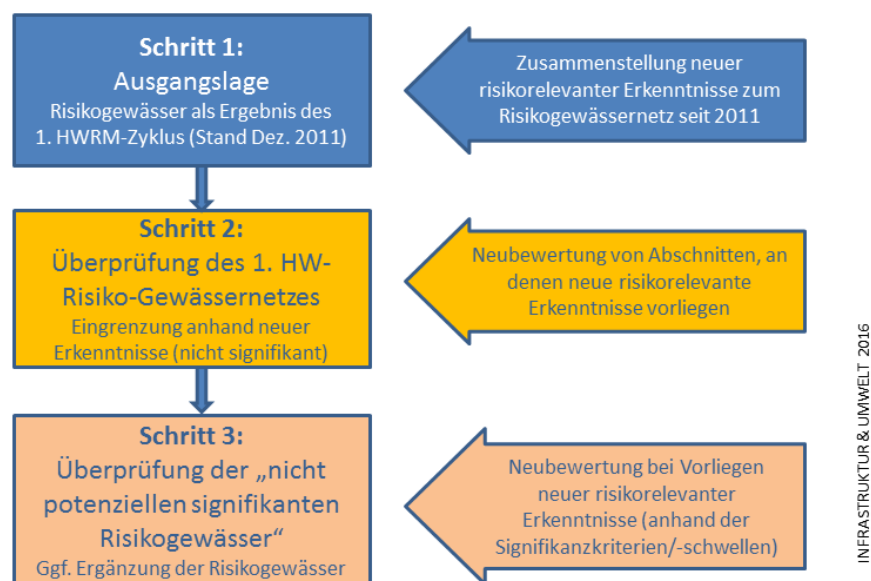 Schritt 1:
Ausgangslage
Risikogewässer als Ergebnis des
1. HWRM-Zyklus (Stand Dez. 2011)
Zusammenstellung neuer
risikorelevanter Erkenntnisse zum
Risikogewässernetz seit 2011
Schritt 2:
Überprüfung des 1. HW-
Risiko-Gewässernetzes
Eingrenzung anhand neuer
Erkenntnisse (nicht signifikant)
Neubewertung von Abschnitten, an
denen neue risikorelevante
Erkenntnisse vorliegen
Schritt 3:
Überprüfung der „nicht
potenziellen signifikanten
Risikogewässer“
Ggf. Ergänzung der Risikogewässer
Neubewertung bei Vorliegen
neuer risikorelevanter
Erkenntnisse (anhand der
Signifikanzkriterien/-schwellen)
INFRASTRUKTUR & UMWELT 2016